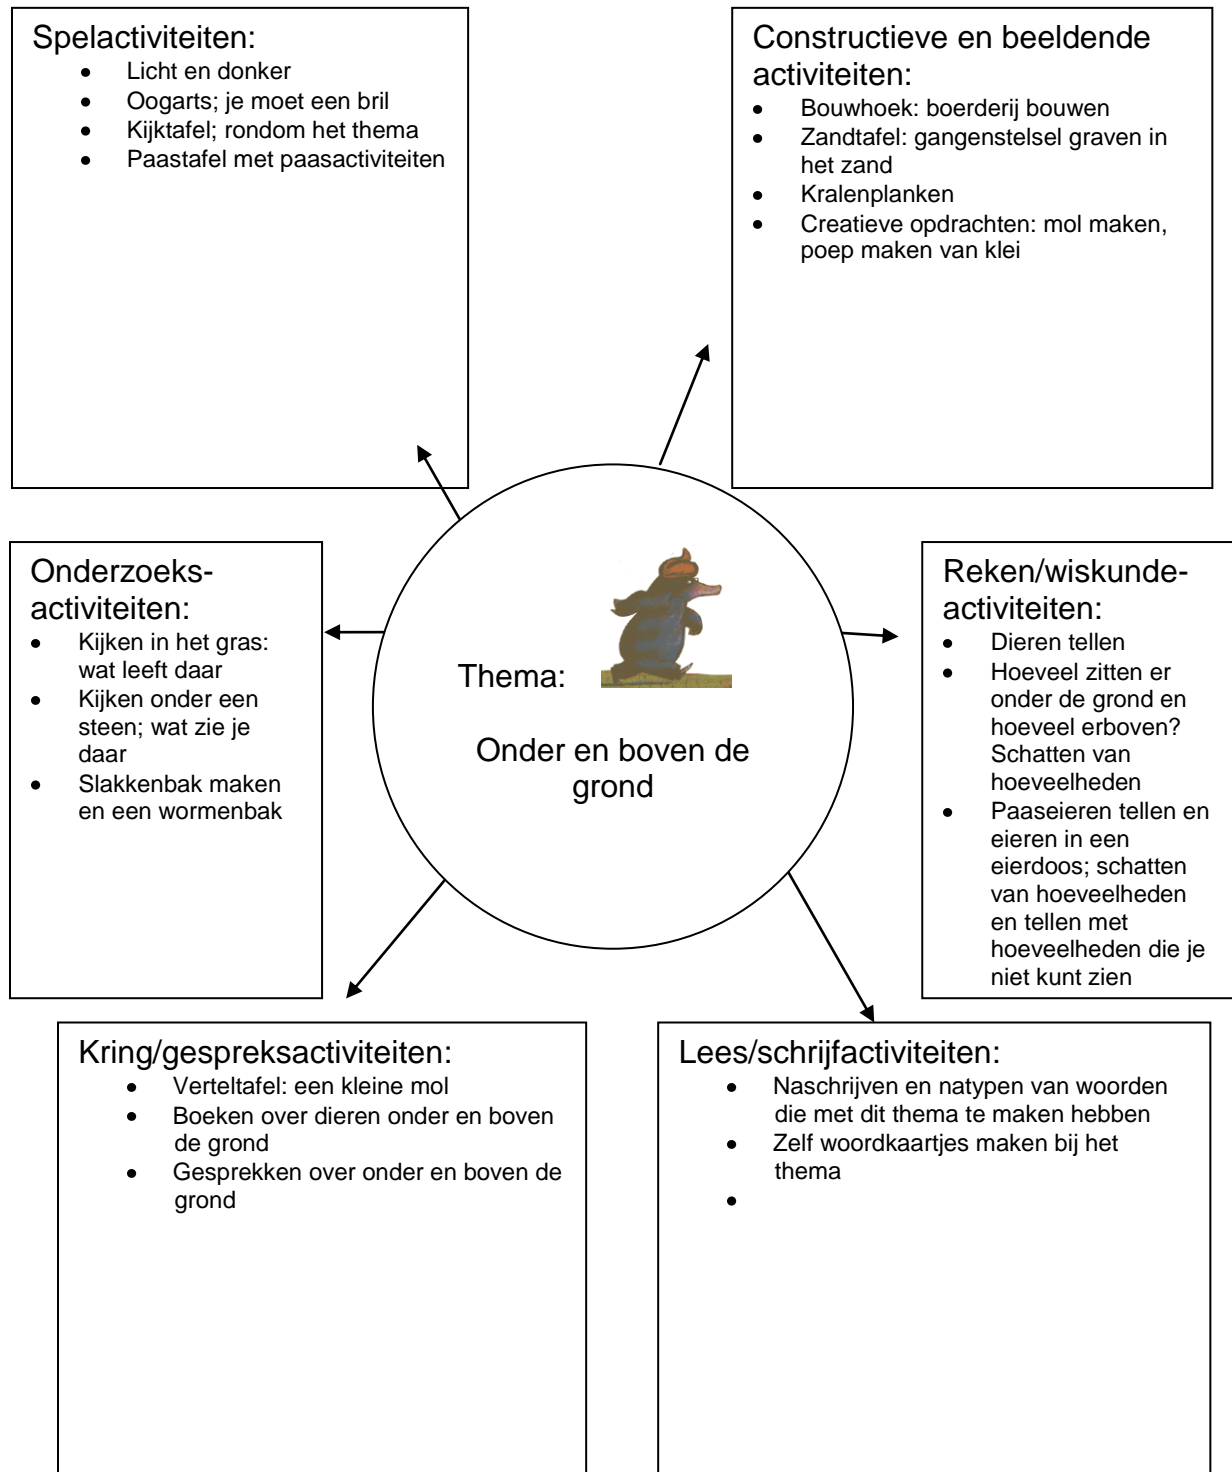 Spelactiviteiten:
• Licht en donker
• Oogarts; je moet een bril
• Kijktafel; rondom het thema
• Paastafel met paasactiviteiten
Constructieve en beeldende
activiteiten:
• Bouwhoek: boerderij bouwen
• Zandtafel: gangenstelsel graven in
het zand
• Kralenplanken
• Creatieve opdrachten: mol maken,
poep maken van klei
Onderzoeks-
activiteiten:
• Kijken in het gras:
wat leeft daar
• Kijken onder een
steen; wat zie je
daar
• Slakkenbak maken
en een wormenbak
Thema:
Onder en boven de
grond
Reken/wiskunde-
activiteiten:
• Dieren tellen
• Hoeveel zitten er
onder de grond en
hoeveel erboven?
Schatten van
hoeveelheden
• Paaseieren tellen en
eieren in een
eierdoos; schatten
van hoeveelheden
en tellen met
hoeveelheden die je
niet kunt zien
Kring/gespreksactiviteiten:
• Verteltafel: een kleine mol
• Boeken over dieren onder en boven
de grond
• Gesprekken over onder en boven de
grond
Lees/schrijfactiviteiten:
• Naschrijven en natypen van woorden
die met dit thema te maken hebben
• Zelf woordkaartjes maken bij het
thema
•